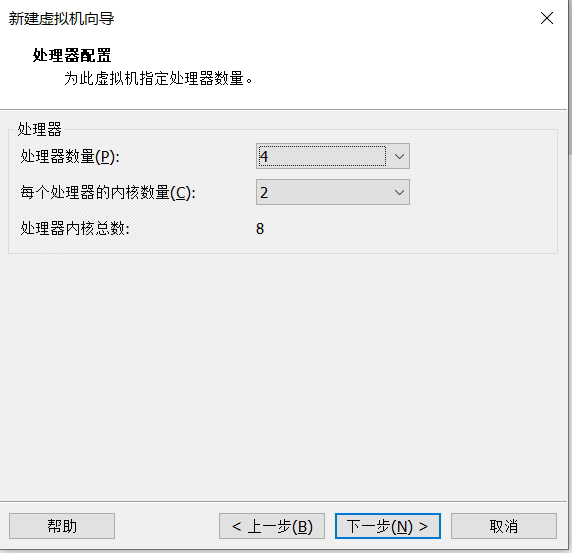 新建虚拟机向导
处理器配置
为此虚拟机指定处理器数量。
处理器
处理器数量(P): 4
每个处理器的内核数量(C): 2
处理器内核总数: 8
帮助 < 上一步(B) 下一步(N) > 取消